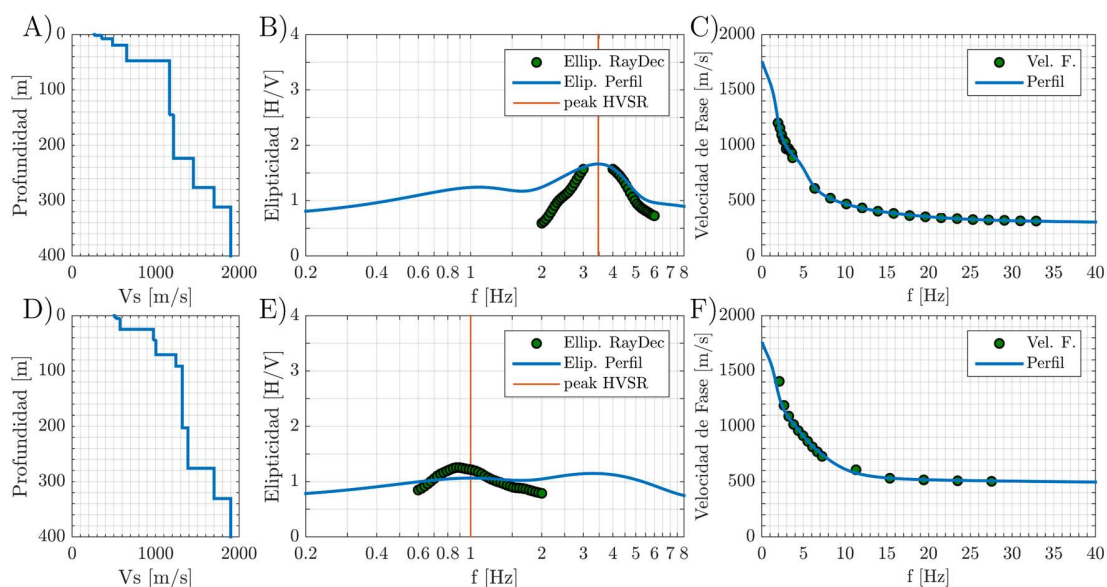 A)
0
100
200
300
400
Profundidad [m]
0 1000 2000
Vs [m/s]
B)
4
3
2
1
0
Elipticidad [H/V]
Ellip. RayDec
Elip. Perfil
peak HVSR
0.2 0.4 0.6 0.8 1 2 3 4 5 6 7 8
f [Hz]
C)
2000
1500
1000
500
0
Velocidad de Fase [m/s]
Vel. F.
Perfil
0 5 10 15 20 25 30 35 40
f [Hz]
D)
0
100
200
300
400
Profundidad [m]
0 1000 2000
Vs [m/s]
E)
4
3
2
1
0
Elipticidad [H/V]
Ellip. RayDec
Elip. Perfil
peak HVSR
0.2 0.4 0.6 0.8 1 2 3 4 5 6 7 8
f [Hz]
F)
2000
1500
1000
500
0
Velocidad de Fase [m/s]
Vel. F.
Perfil
0 5 10 15 20 25 30 35 40
f [Hz]